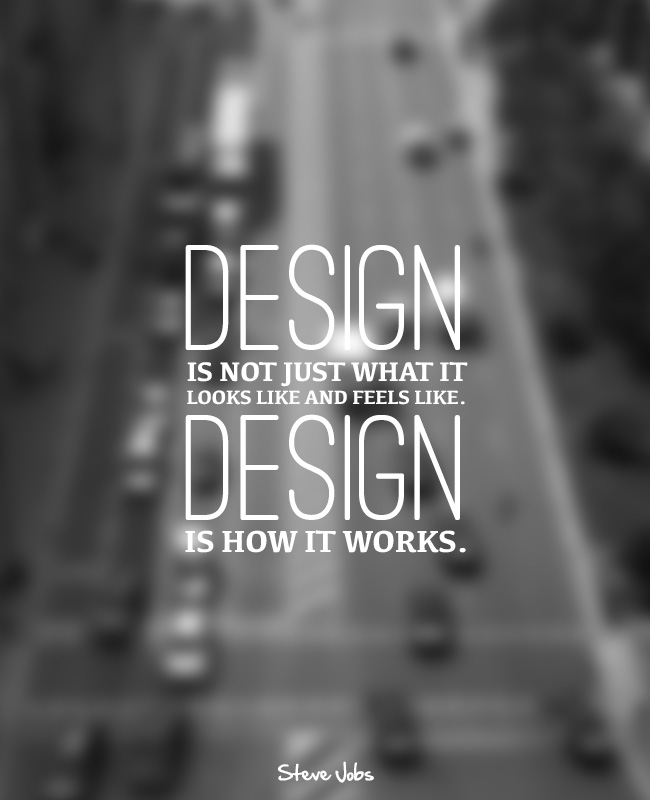 DESIGN
IS NOT JUST WHAT IT
LOOKS LIKE AND FEELS LIKE.
DESIGN
IS HOW IT WORKS.
Steve Jobs